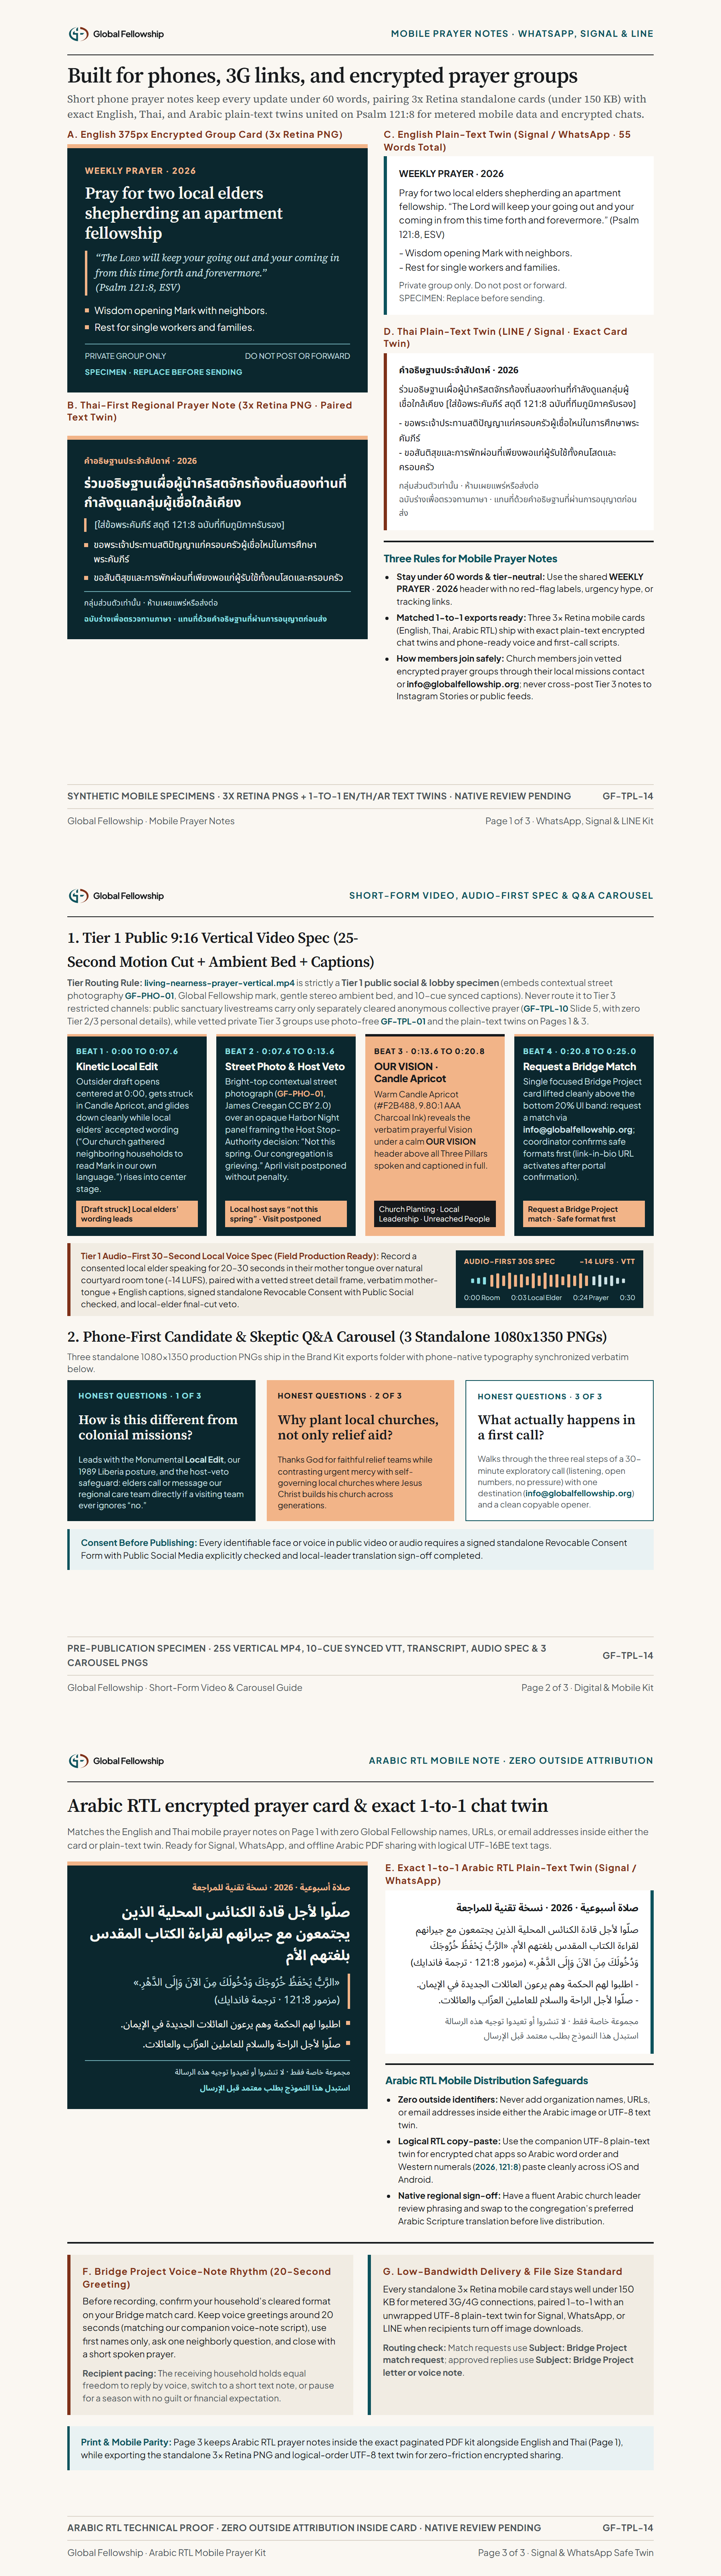 Global Fellowship
MOBILE PRAYER NOTES · WHATSAPP, SIGNAL & LINE
Built for phones, 3G links, and encrypted prayer groups
Short phone prayer notes keep every update under 60 words, pairing 3x Retina standalone cards (under 150 KB) with
exact English, Thai, and Arabic plain-text twins united on Psalm 121:8 for metered mobile data and encrypted chats.
A. English 375px Encrypted Group Card (3x Retina PNG)
WEEKLY PRAYER · 2026
Pray for two local elders
shepherding an apartment
fellowship
“The LORD will keep your going out and your coming in
from this time forth and forevermore.”
(Psalm 121:8, ESV)
Wisdom opening Mark with neighbors.
Rest for single workers and families.
PRIVATE GROUP ONLY
DO NOT POST OR FORWARD
SPECIMEN · REPLACE BEFORE SENDING
B. Thai-First Regional Prayer Note (3x Retina PNG · Paired
Text Twin)
คำอธิษฐานประจำสัปดาห์ · 2026
ร่วมอธิษฐานเผื่อผู้นำคริสตจักรท้องถิ่นสองท่านที่
กำลังดูแลกลุ่มผู้เชื่อใกล้เคียง
[ใส่ข้อพระคัมภีร์ สดุดี 121:8 ฉบับที่ทีมภูมิภาครับรอง]
ขอพระเจ้าประทานสติปัญญาแก่ครอบครัวผู้เชื่อใหม่ในการศึกษา
พระคัมภีร์
ขอสันติสุขและการพักผ่อนที่เพียงพอแก่ผู้รับใช้ทั้งคนโสดและครอบครัว
กลุ่มส่วนตัวเท่านั้น · ห้ามเผยแพร่หรือส่งต่อ
ฉบับร่างเพื่อตรวจทานภาษา · แทนที่ด้วยคำอธิษฐานที่ผ่านการอนุญาตก่อนส่ง
C. English Plain-Text Twin (Signal / WhatsApp · 55
Words Total)
WEEKLY PRAYER · 2026
Pray for two local elders shepherding an apartment
fellowship. “The Lord will keep your going out and your
coming in from this time forth and forevermore.” (Psalm
121:8, ESV)
- Wisdom opening Mark with neighbors.
- Rest for single workers and families.
Private group only. Do not post or forward.
SPECIMEN: Replace before sending.
D. Thai Plain-Text Twin (LINE / Signal · Exact Card
Twin)
คำอธิษฐานประจำสัปดาห์ · 2026
ร่วมอธิษฐานเผื่อผู้นำคริสตจักรท้องถิ่นสองท่านที่กำลังดูแลกลุ่มผู้
เชื่อใกล้เคียง [ใส่ข้อพระคัมภีร์ สดุดี 121:8 ฉบับที่ทีมภูมิภาครับรอง]
- ขอพระเจ้าประทานสติปัญญาแก่ครอบครัวผู้เชื่อใหม่ในการศึกษาพระ
คัมภีร์
- ขอสันติสุขและการพักผ่อนที่เพียงพอแก่ผู้รับใช้ทั้งคนโสดและ
ครอบครัว
กลุ่มส่วนตัวเท่านั้น · ห้ามเผยแพร่หรือส่งต่อ
ฉบับร่างเพื่อตรวจทานภาษา · แทนที่ด้วยคำอธิษฐานที่ผ่านการอนุญาตก่อน
ส่ง
Three Rules for Mobile Prayer Notes
Stay under 60 words & tier-neutral: Use the shared WEEKLY
PRAYER · 2026 header with no red-flag labels, urgency hype, or
tracking links.
Matched 1-to-1 exports ready: Three 3x Retina mobile cards
(English, Thai, Arabic RTL) ship with exact plain-text encrypted
chat twins and phone-ready voice and first-call scripts.
How members join safely: Church members join vetted
encrypted prayer groups through their local missions contact
or info@globalfellowship.org; never cross-post Tier 3 notes to
Instagram Stories or public feeds.
SYNTHETIC MOBILE SPECIMENS · 3X RETINA PNGS + 1-TO-1 EN/TH/AR TEXT TWINS · NATIVE REVIEW PENDING
GF-TPL-14
Global Fellowship · Mobile Prayer Notes
Page 1 of 3 · WhatsApp, Signal & LINE Kit
Global Fellowship
SHORT-FORM VIDEO, AUDIO-FIRST SPEC & Q&A CAROUSEL
1. Tier 1 Public 9:16 Vertical Video Spec (25-
Second Motion Cut + Ambient Bed + Captions)
Tier Routing Rule: living-nearness-prayer-vertical.mp4 is strictly a Tier 1 public social & lobby specimen (embeds contextual street
photography GF-PHO-01, Global Fellowship mark, gentle stereo ambient bed, and 10-cue synced captions). Never route it to Tier 3
restricted channels: public sanctuary livestreams carry only separately cleared anonymous collective prayer (GF-TPL-10 Slide 5, with zero
Tier 2/3 personal details), while vetted private Tier 3 groups use photo-free GF-TPL-01 and the plain-text twins on Pages 1 & 3.
BEAT 1 · 0:00 TO 0:07.6
Kinetic Local Edit
Outsider draft opens
centered at 0:00, gets struck
in Candle Apricot, and glides
down cleanly while local
elders’ accepted wording
(“Our church gathered
neighboring households to
read Mark in our own
language.”) rises into center
stage.
[Draft struck] Local elders’
wording leads
BEAT 2 · 0:07.6 TO 0:13.6
Street Photo & Host Veto
Bright-top contextual street
photograph (GF-PHO-01,
James Creegan CC BY 2.0)
over an opaque Harbor Night
panel framing the Host Stop-
Authority decision: “Not this
spring. Our congregation is
grieving.” April visit postponed
without penalty.
Local host says “not this
spring” · Visit postponed
BEAT 3 · 0:13.6 TO 0:20.8
OUR VISION ·
Candle Apricot
Warm Candle Apricot
(#F2B488, 9.80:1 AAA
Charcoal Ink) reveals the
verbatim prayerful Vision
under a calm OUR VISION
header above all Three Pillars
spoken and captioned in full.
Church Planting · Local
Leadership · Unreached People
BEAT 4 · 0:20.8 TO 0:25.0
Request a Bridge Match
Single focused Bridge Project
card lifted cleanly above the
bottom 20% UI band: request
a match via
info@globalfellowship.org;
coordinator confirms safe
formats first (link-in-bio URL
activates after portal
confirmation).
Request a Bridge Project
match · Safe format first
Tier 1 Audio-First 30-Second Local Voice Spec (Field Production Ready): Record a
consented local elder speaking for 20–30 seconds in their mother tongue over natural
courtyard room tone (-14 LUFS), paired with a vetted street detail frame, verbatim mother-
tongue + English captions, signed standalone Revocable Consent with Public Social
checked, and local-elder final-cut veto.
AUDIO-FIRST 30S SPEC
-14 LUFS · VTT
0:00 Room
0:03 Local Elder
0:24 Prayer
0:30
2. Phone-First Candidate & Skeptic Q&A Carousel (3 Standalone 1080x1350 PNGs)
Three standalone 1080×1350 production PNGs ship in the Brand Kit exports folder with phone-native typography synchronized verbatim
below.
HONEST QUESTIONS · 1 OF 3
How is this different from
colonial missions?
Leads with the Monumental Local Edit, our
1989 Liberia posture, and the host-veto
safeguard: elders call or message our
regional care team directly if a visiting team
ever ignores “no.”
HONEST QUESTIONS · 2 OF 3
Why plant local churches,
not only relief aid?
Thanks God for faithful relief teams while
contrasting urgent mercy with self-
governing local churches where Jesus
Christ builds his church across
generations.
HONEST QUESTIONS · 3 OF 3
What actually happens in
a first call?
Walks through the three real steps of a 30-
minute exploratory call (listening, open
numbers, no pressure) with one
destination (info@globalfellowship.org)
and a clean copyable opener.
Consent Before Publishing: Every identifiable face or voice in public video or audio requires a signed standalone Revocable Consent
Form with Public Social Media explicitly checked and local-leader translation sign-off completed.
PRE-PUBLICATION SPECIMEN · 25S VERTICAL MP4, 10-CUE SYNCED VTT, TRANSCRIPT, AUDIO SPEC & 3
CAROUSEL PNGS
GF-TPL-14
Global Fellowship · Short-Form Video & Carousel Guide
Page 2 of 3 · Digital & Mobile Kit
Global Fellowship
ARABIC RTL MOBILE NOTE · ZERO OUTSIDE ATTRIBUTION
Arabic RTL encrypted prayer card & exact 1-to-1 chat twin
Matches the English and Thai mobile prayer notes on Page 1 with zero Global Fellowship names, URLs, or email addresses inside either the
card or plain-text twin. Ready for Signal, WhatsApp, and offline Arabic PDF sharing with logical UTF-16BE text tags.
صلاة أسبوعية · 2026 · نسخة تقنية للمراجعة
صلّوا لأجل قادة الكنائس المحلية الذين
يجتمعون مع جيرانهم لقراءة الكتاب المقدس
بلغتهم الأم
«الرَّبُّ يَحْفَظُ خُرُوجَكَ وَدُخُولَكَ مِنَ الآنَ وَإِلَى الدَّهْرِ.»
(مزمور 121:8 · ترجمة فاندايك)
اطلبوا لهم الحكمة وهم يرعون العائلات الجديدة في الإيمان.
صلّوا لأجل الراحة والسلام للعاملين العزّاب والعائلات.
مجموعة خاصة فقط · لا تنشروا أو تعيدوا توجيه هذه الرسالة
استبدل هذا النموذج بطلب معتمد قبل الإرسال
E. Exact 1-to-1 Arabic RTL Plain-Text Twin (Signal /
WhatsApp)
صلاة أسبوعية · 2026 · نسخة تقنية للمراجعة
صلّوا لأجل قادة الكنائس المحلية الذين يجتمعون مع جيرانهم
لقراءة الكتاب المقدس بلغتهم الأم. «الرَّبُّ يَحْفَظُ خُرُوجَكَ
وَدُخُولَكَ مِنَ الآنَ وَإِلَى الدَّهْرِ.» (مزمور 121:8 · ترجمة فاندايك)
- اطلبوا لهم الحكمة وهم يرعون العائلات الجديدة في الإيمان.
- صلّوا لأجل الراحة والسلام للعاملين العزّاب والعائلات.
مجموعة خاصة فقط · لا تنشروا أو تعيدوا توجيه هذه الرسالة
استبدل هذا النموذج بطلب معتمد قبل الإرسال
Arabic RTL Mobile Distribution Safeguards
Zero outside identifiers: Never add organization names, URLs,
or email addresses inside either the Arabic image or UTF-8 text
twin.
Logical RTL copy-paste: Use the companion UTF-8 plain-text
twin for encrypted chat apps so Arabic word order and
Western numerals (2026, 121:8) paste cleanly across iOS and
Android.
Native regional sign-off: Have a fluent Arabic church leader
review phrasing and swap to the congregation’s preferred
Arabic Scripture translation before live distribution.
F. Bridge Project Voice-Note Rhythm (20-Second
Greeting)
Before recording, confirm your household’s cleared format
on your Bridge match card. Keep voice greetings around 20
seconds (matching our companion voice-note script), use
first names only, ask one neighborly question, and close with
a short spoken prayer.
Recipient pacing: The receiving household holds equal
freedom to reply by voice, switch to a short text note, or pause
for a season with no guilt or financial expectation.
G. Low-Bandwidth Delivery & File Size Standard
Every standalone 3x Retina mobile card stays well under 150
KB for metered 3G/4G connections, paired 1-to-1 with an
unwrapped UTF-8 plain-text twin for Signal, WhatsApp, or
LINE when recipients turn off image downloads.
Routing check: Match requests use Subject: Bridge Project
match request; approved replies use Subject: Bridge Project
letter or voice note.
Print & Mobile Parity: Page 3 keeps Arabic RTL prayer notes inside the exact paginated PDF kit alongside English and Thai (Page 1),
while exporting the standalone 3x Retina PNG and logical-order UTF-8 text twin for zero-friction encrypted sharing.
ARABIC RTL TECHNICAL PROOF · ZERO OUTSIDE ATTRIBUTION INSIDE CARD · NATIVE REVIEW PENDING
GF-TPL-14
Global Fellowship · Arabic RTL Mobile Prayer Kit
Page 3 of 3 · Signal & WhatsApp Safe Twin